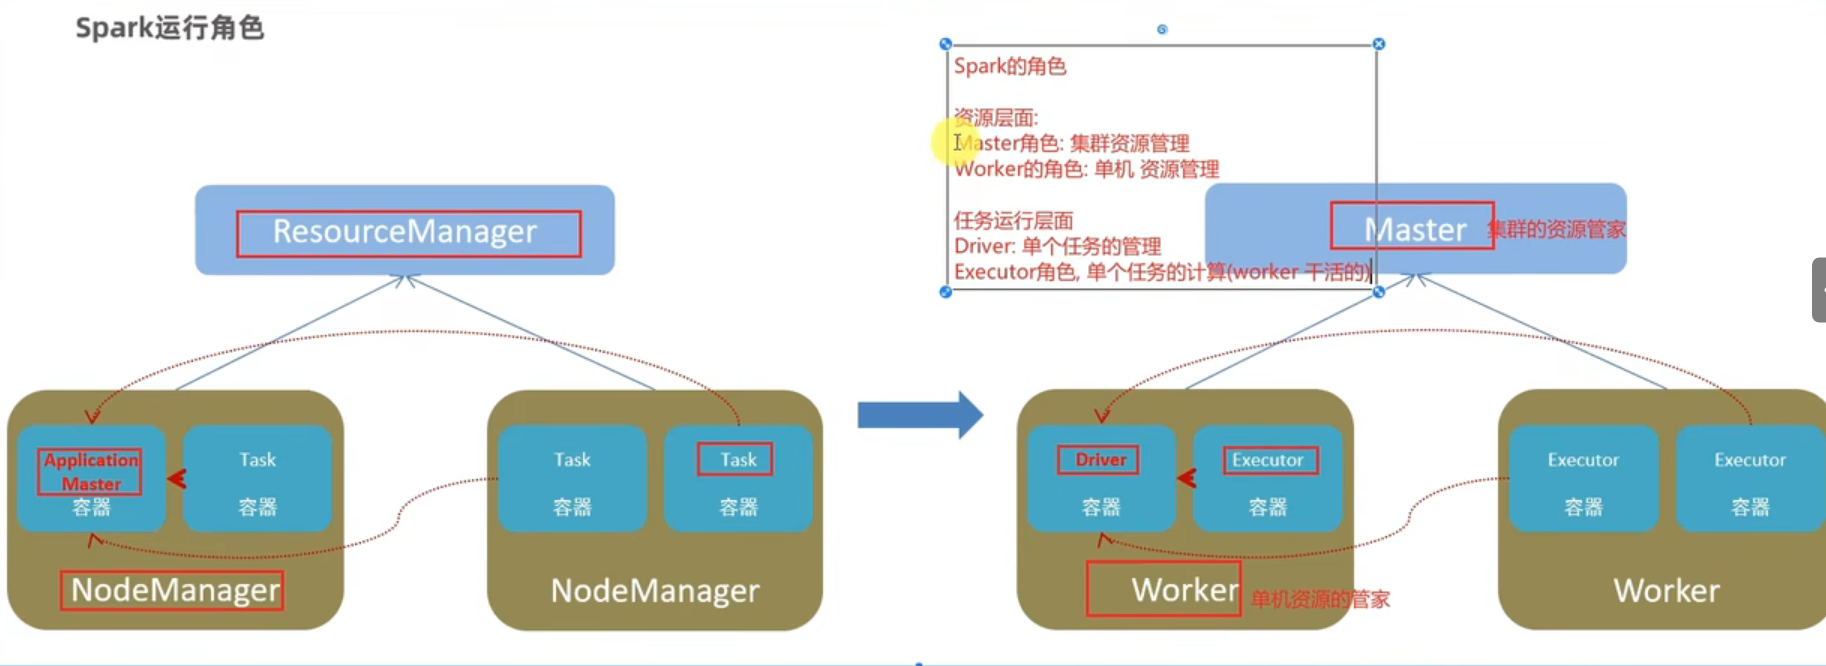 Spark运行角色
Spark的角色
资源层面:
Master角色: 集群资源管理
Worker的角色: 单机 资源管理
任务运行层面
Driver: 单个任务的管理
Executor角色, 单个任务的计算(worker 干活的)
ResourceManager
Master
集群的资源管家
Application
Master
容器
Task
容器
NodeManager
Task
容器
Task
容器
NodeManager
Driver
容器
Executor
容器
Worker
单机资源的管家
Executor
容器
Executor
容器
Worker